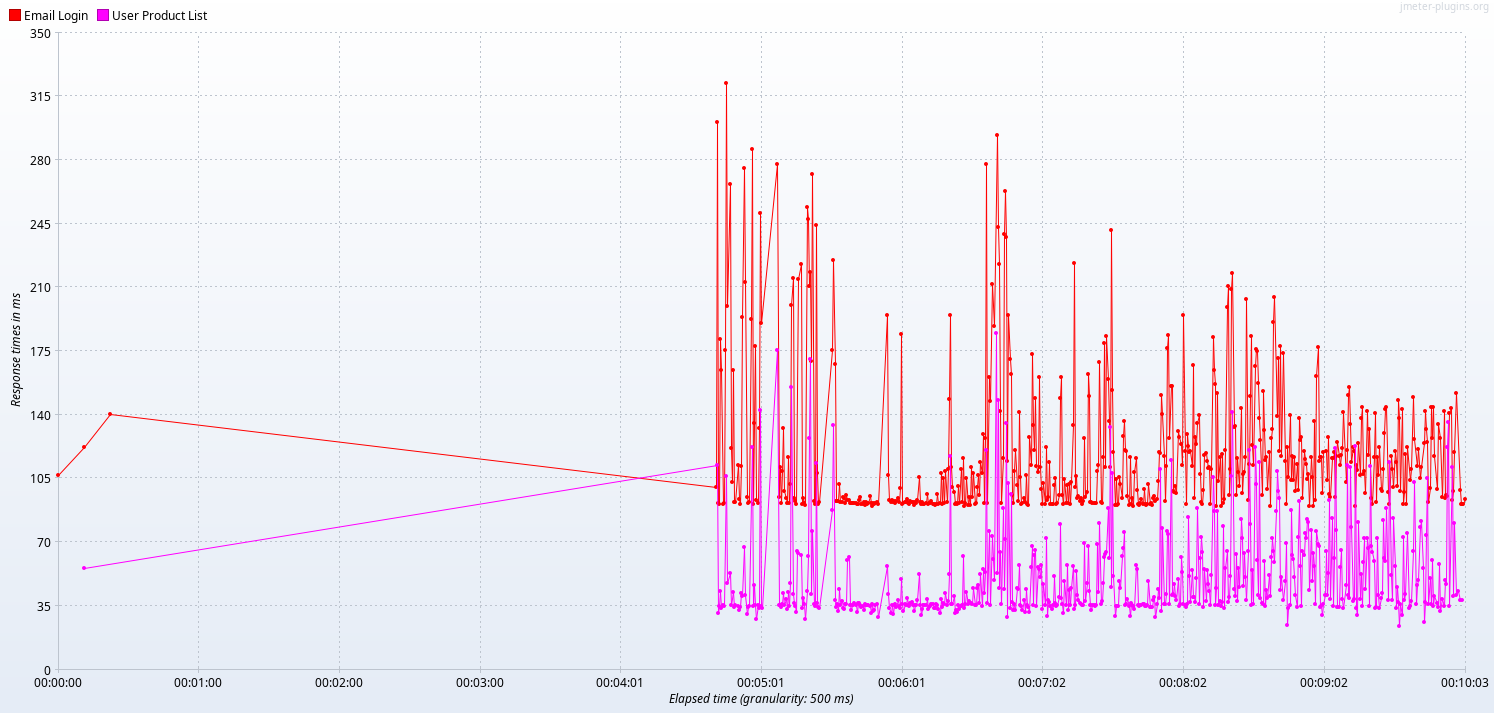 jmeter-plugins.org
Email Login User Product List
350
315
280
245
210
175
140
105
70
35
0
Response times in ms
00:00:00 00:01:00 00:02:00 00:03:00 00:04:01 00:05:01 00:06:01 00:07:02 00:08:02 00:09:02 00:10:03
Elapsed time (granularity: 500 ms)